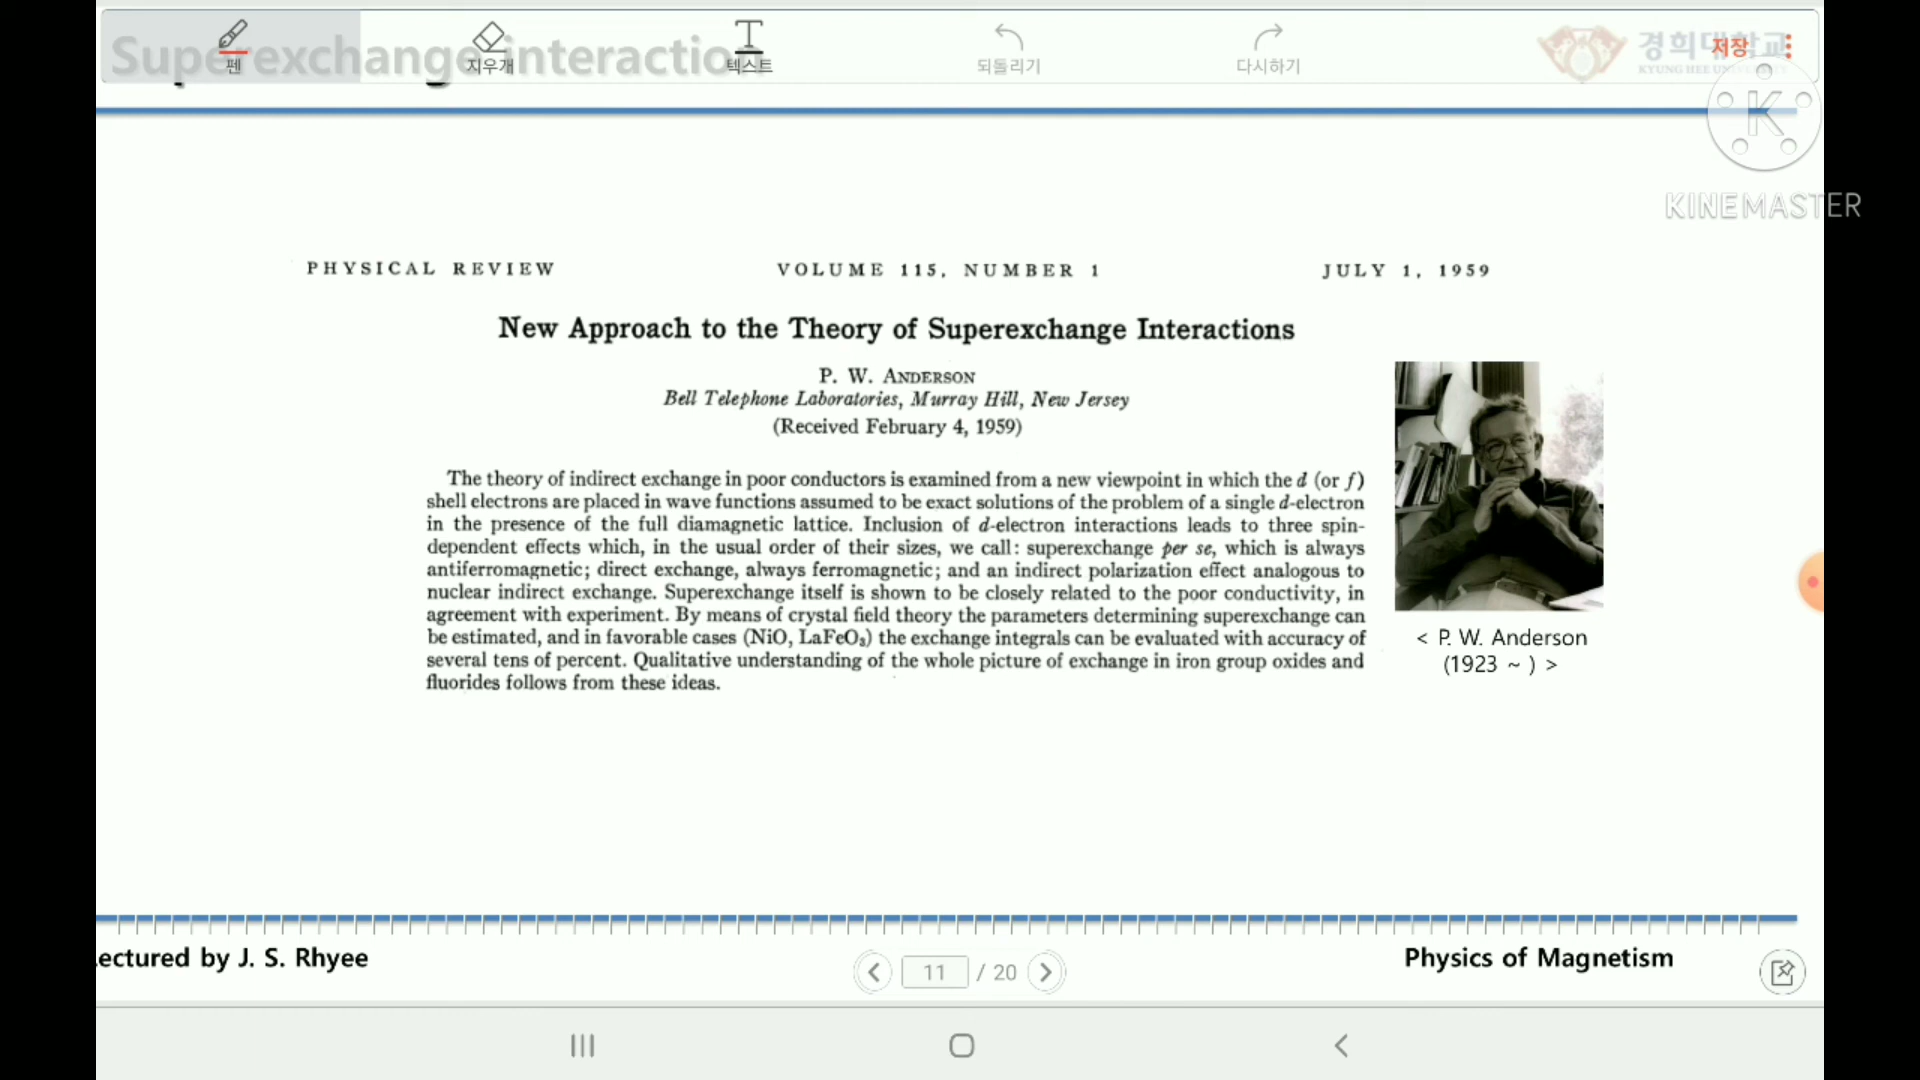 Superexchange interaction
펜
지우개
텍스트
되돌리기
다시하기
경희대학교
저장
K
KINEMASTER
PHYSICAL REVIEW
VOLUME 115, NUMBER 1
JULY 1, 1959
New Approach to the Theory of Superexchange Interactions
P. W. ANDERSON
Bell Telephone Laboratories, Murray Hill, New Jersey
(Received February 4, 1959)
The theory of indirect exchange in poor conductors is examined from a new viewpoint in which the d (or f)
shell electrons are placed in wave functions assumed to be exact solutions of the problem of a single d-electron
in the presence of the full diamagnetic lattice. Inclusion of d-electron interactions leads to three spin-
dependent effects which, in the usual order of their sizes, we call: superexchange per se, which is always
antiferromagnetic; direct exchange, always ferromagnetic; and an indirect polarization effect analogous to
nuclear indirect exchange. Superexchange itself is shown to be closely related to the poor conductivity, in
agreement with experiment. By means of crystal field theory the parameters determining superexchange can
be estimated, and in favorable cases (NiO, LaFeO₃) the exchange integrals can be evaluated with accuracy of
several tens of percent. Qualitative understanding of the whole picture of exchange in iron group oxides and
fluorides follows from these ideas.
< P. W. Anderson
(1923 ~ ) >
ectured by J. S. Rhyee
11 / 20
Physics of Magnetism